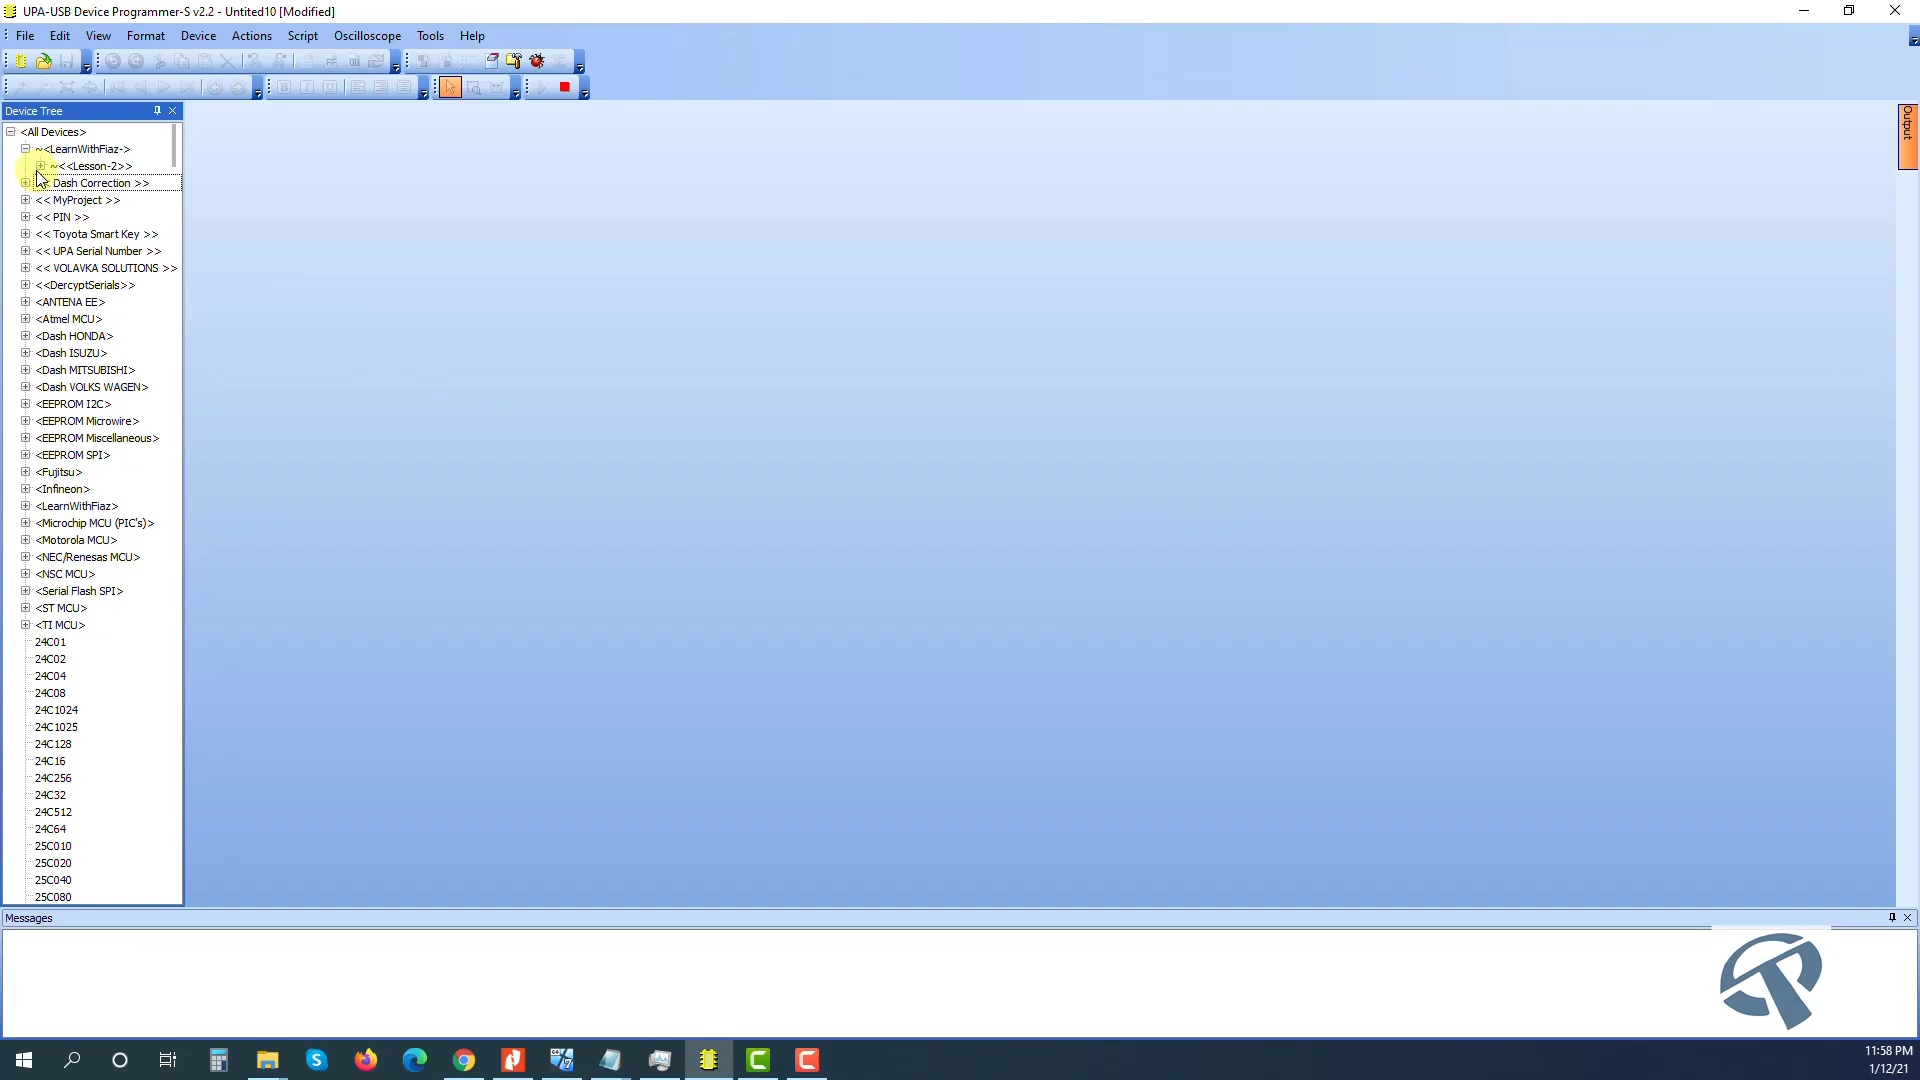 UPA-USB Device Programmer-S v2.2 - Untited10 [Modified]
File Edit View Format Device Actions Script Oscilloscope Tools Help
Device Tree
Output
<All Devices>
~<LearnWithFiaz->
~<<Lesson-2>>
Dash Correction >>
<< MyProject >>
<< PIN >>
<< Toyota Smart Key >>
<< UPA Serial Number >>
<< VOLAVKA SOLUTIONS >>
<<DercyptSerials>>
<ANTENA EE>
<Atmel MCU>
<Dash HONDA>
<Dash ISUZU>
<Dash MITSUBISHI>
<Dash VOLKS WAGEN>
<EEPROM I2C>
<EEPROM Microwire>
<EEPROM Miscellaneous>
<EEPROM SPI>
<Fujitsu>
<Infineon>
<LearnWithFiaz>
<Microchip MCU (PIC's)>
<Motorola MCU>
<NEC/Renesas MCU>
<NSC MCU>
<Serial Flash SPI>
<ST MCU>
<TI MCU>
24C01
24C02
24C04
24C08
24C1024
24C1025
24C128
24C16
24C256
24C32
24C512
24C64
25C010
25C020
25C040
25C080
Messages
11:58 PM
1/12/21